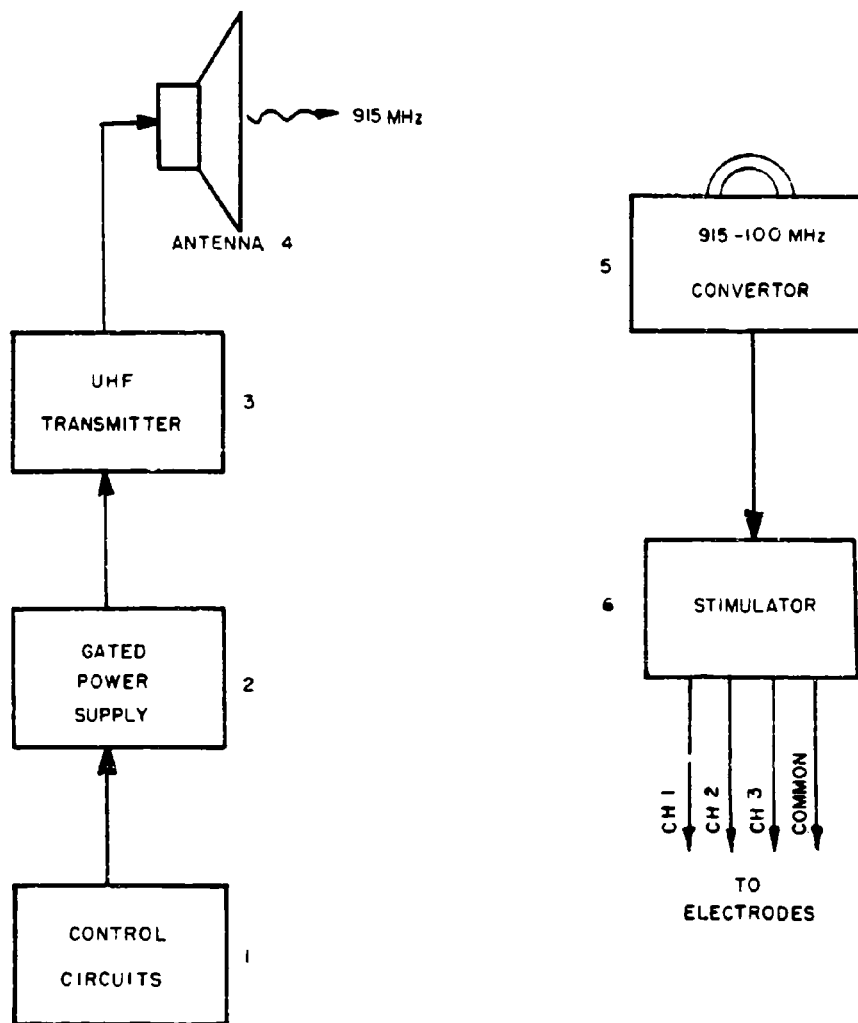 915 MHz
ANTENNA 4
UHF
TRANSMITTER
3
GATED
POWER
SUPPLY
2
CONTROL
CIRCUITS
1
915-100 MHz
CONVERTOR
5
STIMULATOR
6
CH 1
CH 2
CH 3
COMMON
TO
ELECTRODES